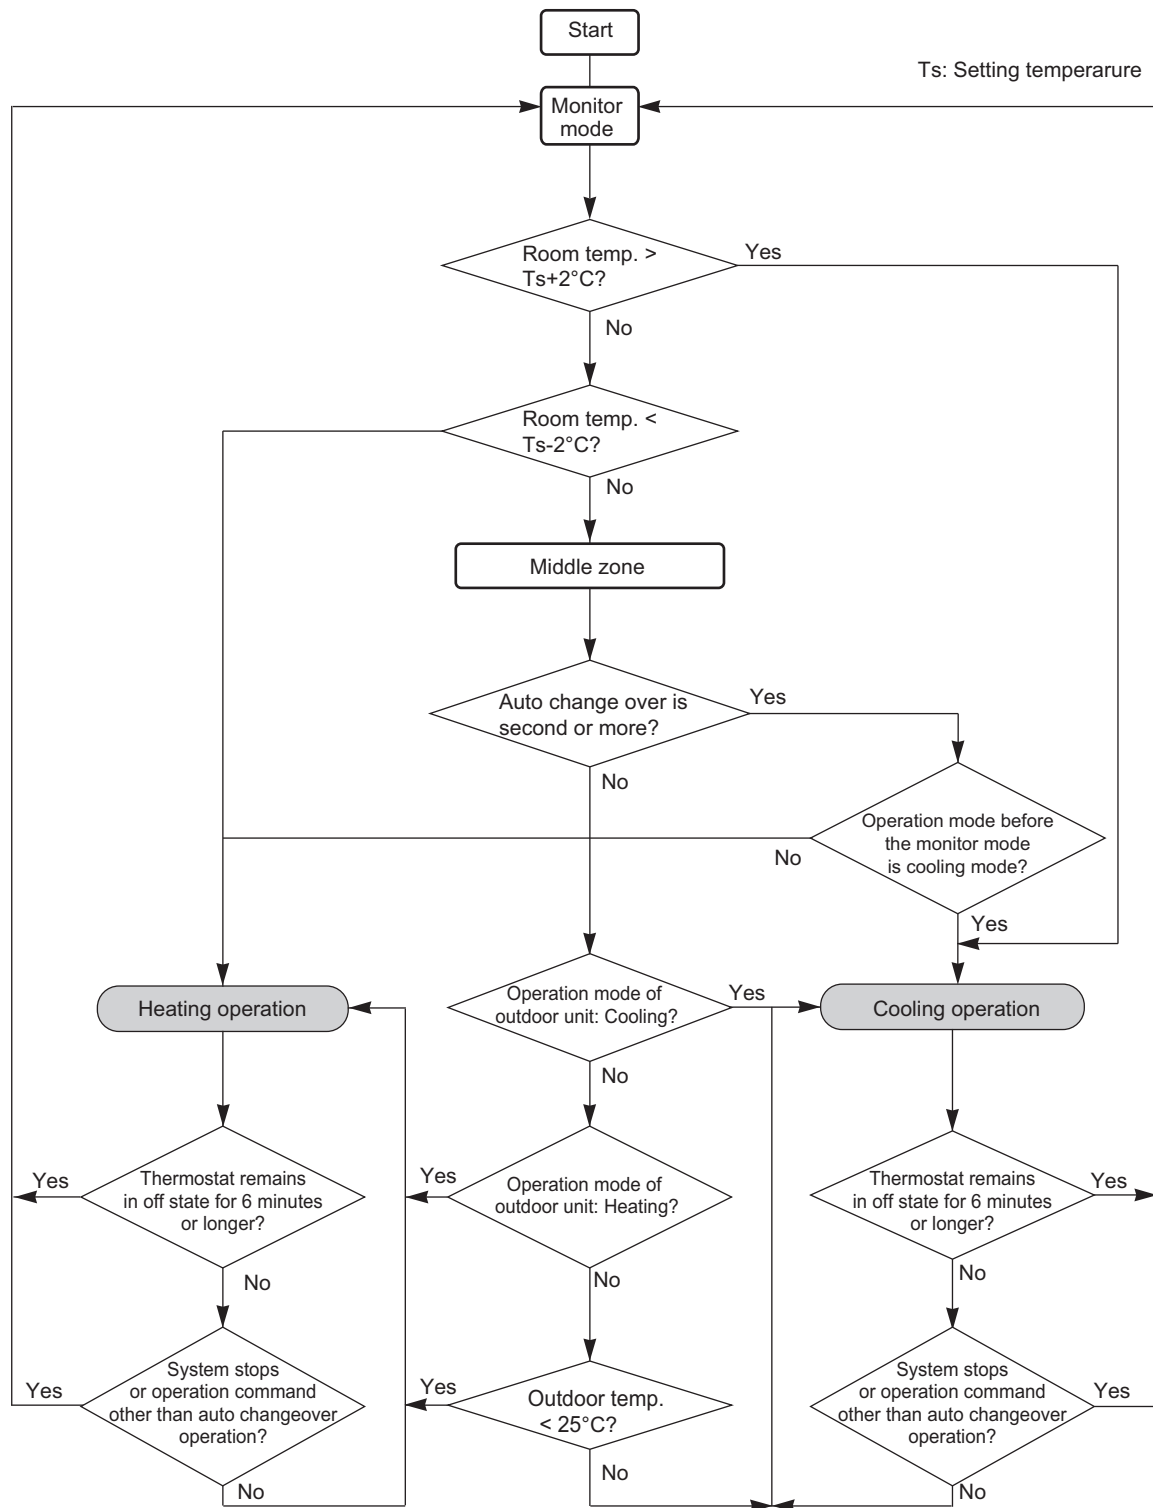 Start
Ts: Setting temperarure
Monitor
mode
Room temp. >
Ts+2°C?
Yes
No
Room temp. <
Ts-2°C?
No
Middle zone
Auto change over is
second or more?
Yes
No
Operation mode before
the monitor mode
is cooling mode?
No
Yes
Heating operation
Operation mode of
outdoor unit: Cooling?
Yes
No
Cooling operation
Thermostat remains
in off state for 6 minutes
or longer?
Yes
No
Operation mode of
outdoor unit: Heating?
Yes
No
Thermostat remains
in off state for 6 minutes
or longer?
Yes
No
System stops
or operation command
other than auto changeover
operation?
Yes
No
Outdoor temp.
< 25°C?
Yes
No
System stops
or operation command
other than auto changeover
operation?
Yes
No